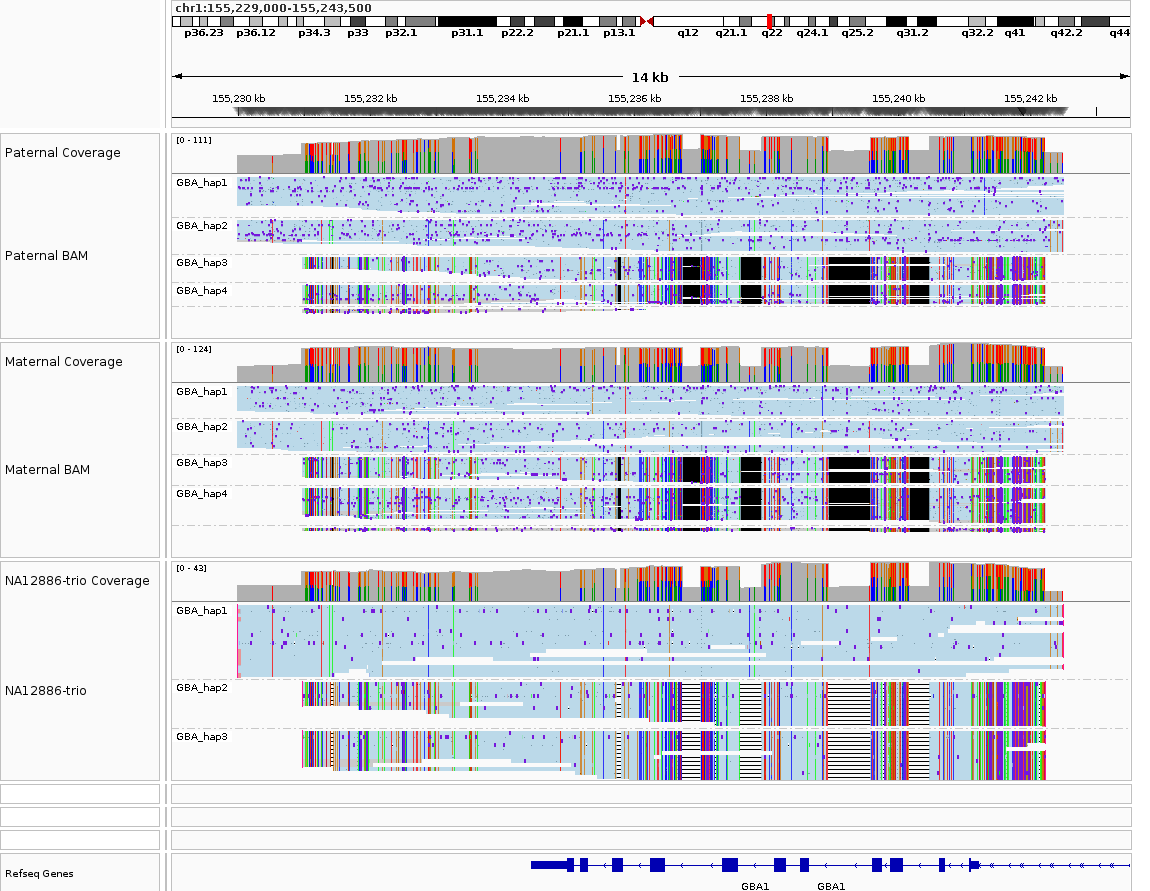 chr1:155,229,000-155,243,500
p36.23 p36.12 p34.3 p33 p32.1 p31.1 p22.2 p21.1 p13.1 q12 q21.1 q22 q24.1 q25.2 q31.2 q32.2 q41 q42.2 q44
14 kb
155,230 kb 155,232 kb 155,234 kb 155,236 kb 155,238 kb 155,240 kb 155,242 kb
[0 - 111]
Paternal Coverage
GBA_hap1
GBA_hap2
Paternal BAM
GBA_hap3
GBA_hap4
[0 - 124]
Maternal Coverage
GBA_hap1
GBA_hap2
GBA_hap3
Maternal BAM
GBA_hap4
[0 - 43]
NA12886-trio Coverage
GBA_hap1
GBA_hap2
NA12886-trio
GBA_hap3
Refseq Genes
GBA1 GBA1